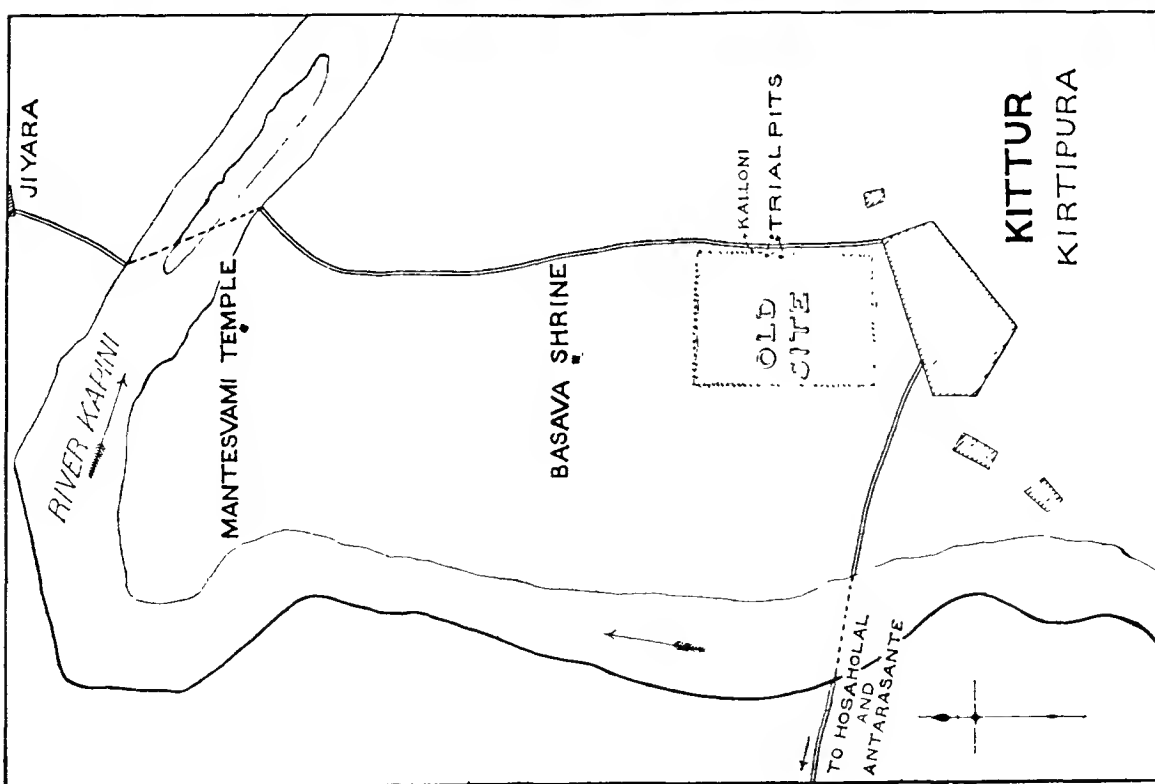 KITTUR
KIRTIPURA
JIYARA
RIVER KAPINI
MANTESVAMI TEMPLE
BASAVA SHRINE
KALLONI
TRIAL PITS
OLD
SITE
TO HOSAHOLAL
AND
ANTARASANTE